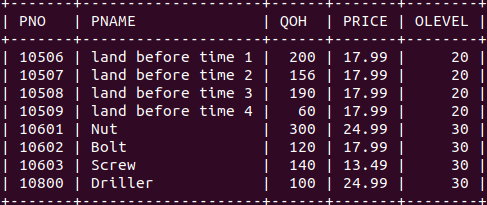 +-------+--------------------+------+-------+--------+
| PNO   | PNAME              | QOH  | PRICE | OLEVEL |
+-------+--------------------+------+-------+--------+
| 10506 | land before time 1 |  200 | 17.99 |     20 |
| 10507 | land before time 2 |  156 | 17.99 |     20 |
| 10508 | land before time 3 |  190 | 17.99 |     20 |
| 10509 | land before time 4 |   60 | 17.99 |     20 |
| 10601 | Nut                |  300 | 24.99 |     30 |
| 10602 | Bolt               |  120 | 17.99 |     30 |
| 10603 | Screw              |  140 | 13.49 |     30 |
| 10800 | Driller            |  100 | 24.99 |     30 |
+-------+--------------------+------+-------+--------+